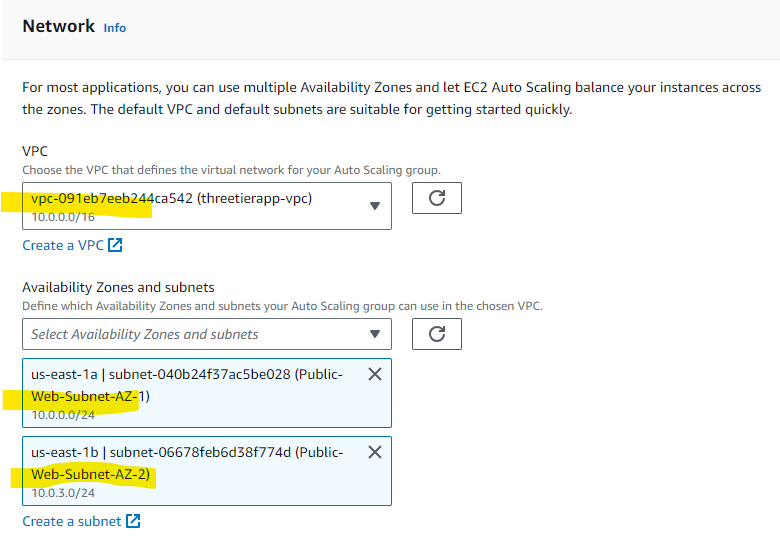 Network Info
For most applications, you can use multiple Availability Zones and let EC2 Auto Scaling balance your instances across
the zones. The default VPC and default subnets are suitable for getting started quickly.
VPC
Choose the VPC that defines the virtual network for your Auto Scaling group.
vpc-091eb7eeb244ca542 (threetierapp-vpc)
10.0.0.0/16
Create a VPC
Availability Zones and subnets
Define which Availability Zones and subnets your Auto Scaling group can use in the chosen VPC.
Select Availability Zones and subnets
us-east-1a | subnet-040b24f37ac5be028 (Public-
Web-Subnet-AZ-1)
10.0.0.0/24
us-east-1b | subnet-06678feb6d38f774d (Public-
Web-Subnet-AZ-2)
10.0.3.0/24
Create a subnet